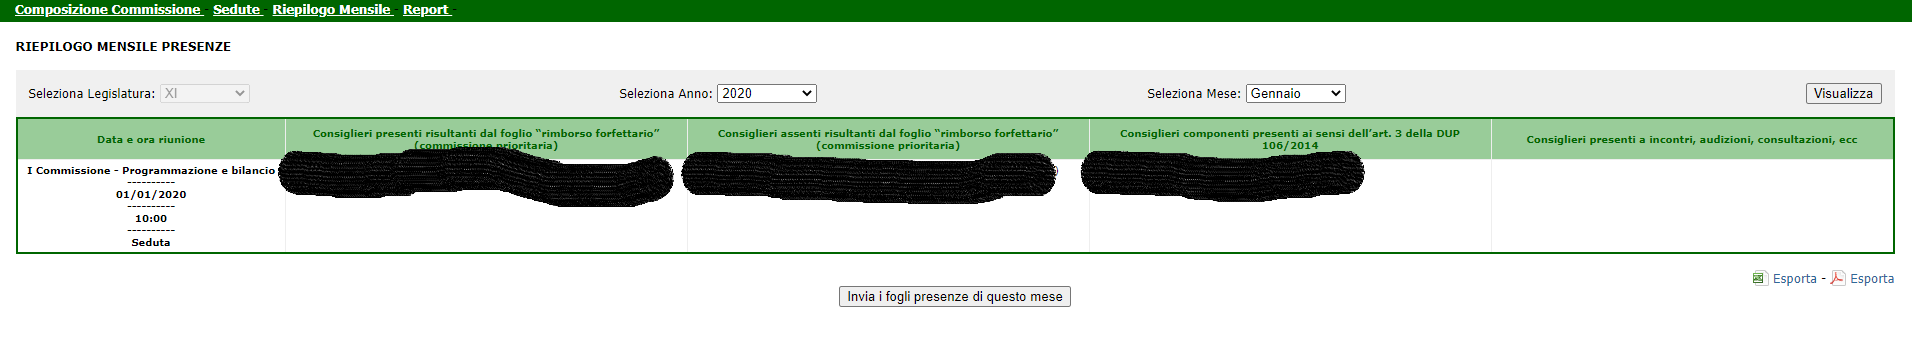 Composizione Commissione - Sedute - Riepilogo Mensile - Report -
RIEPILOGO MENSILE PRESENZE
Seleziona Legislatura: XI Seleziona Anno: 2020 Seleziona Mese: Gennaio Visualizza
Data e ora riunione
Consiglieri presenti risultanti dal foglio “rimborso forfettario”
(commissione prioritaria)
Consiglieri assenti risultanti dal foglio “rimborso forfettario”
(commissione prioritaria)
Consiglieri componenti presenti ai sensi dell’art. 3 della DUP
106/2014
Consiglieri presenti a incontri, audizioni, consultazioni, ecc
I Commissione - Programmazione e bilancio
----------
01/01/2020
----------
10:00
----------
Seduta
Esporta - Esporta
Invia i fogli presenze di questo mese